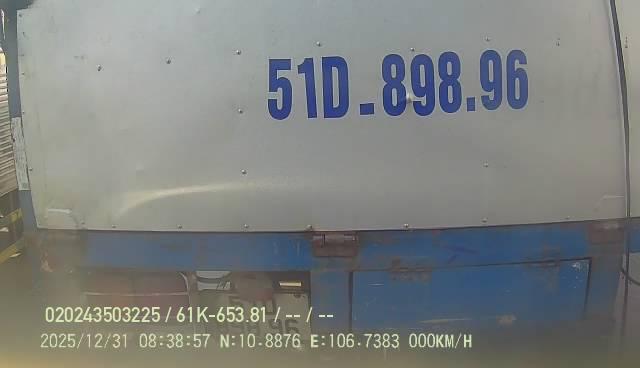 51D.898.96
020243503225 / 61K-653.81 / -- / --
2025/12/31 08:38:57 N:10.8876 E:106.7383 000KM/H